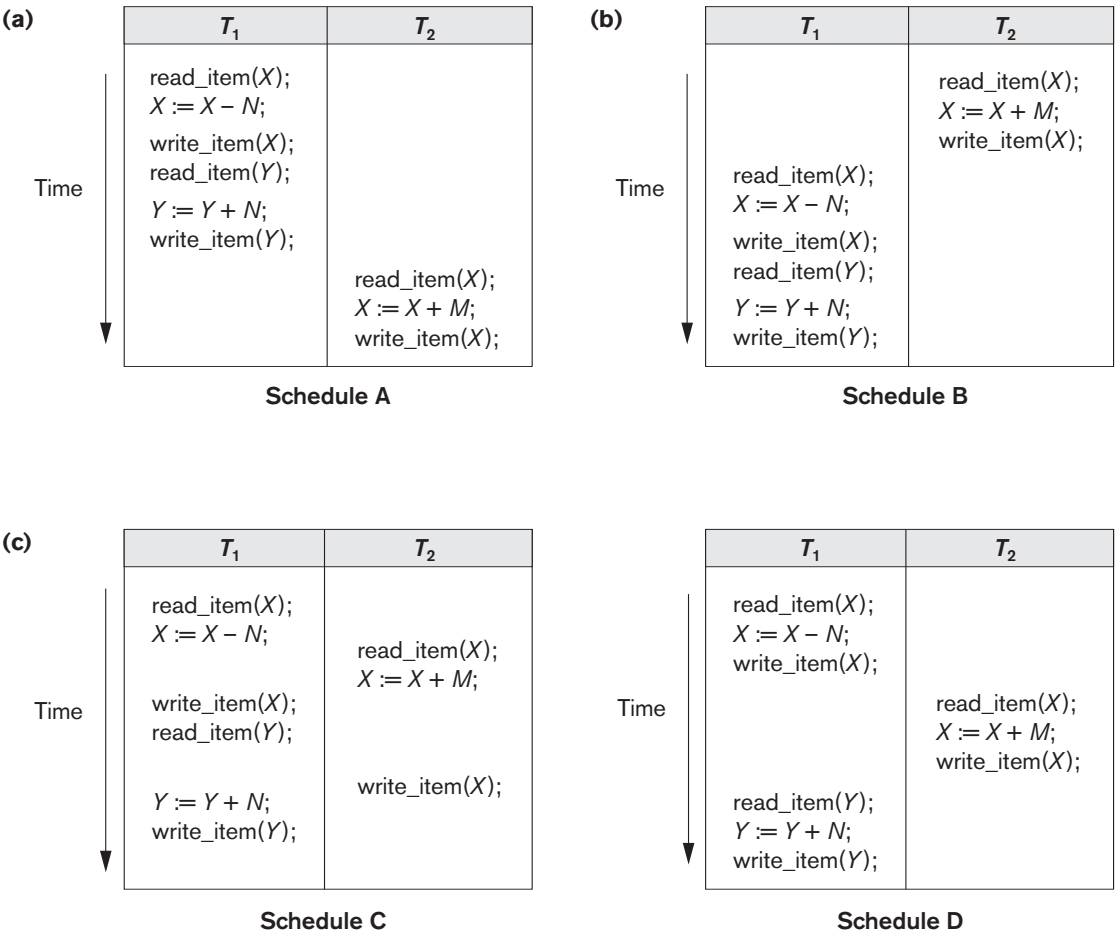 (a)
T1 T2
Time
read_item(X);
X := X – N;
write_item(X);
read_item(Y);
Y := Y + N;
write_item(Y);
read_item(X);
X := X + M;
write_item(X);
Schedule A
(b)
T1 T2
Time
read_item(X);
X := X + M;
write_item(X);
read_item(X);
X := X – N;
write_item(X);
read_item(Y);
Y := Y + N;
write_item(Y);
Schedule B
(c)
T1 T2
Time
read_item(X);
X := X – N;
read_item(X);
X := X + M;
write_item(X);
read_item(Y);
write_item(X);
Y := Y + N;
write_item(Y);
Schedule C
T1 T2
Time
read_item(X);
X := X – N;
write_item(X);
read_item(X);
X := X + M;
write_item(X);
read_item(Y);
Y := Y + N;
write_item(Y);
Schedule D